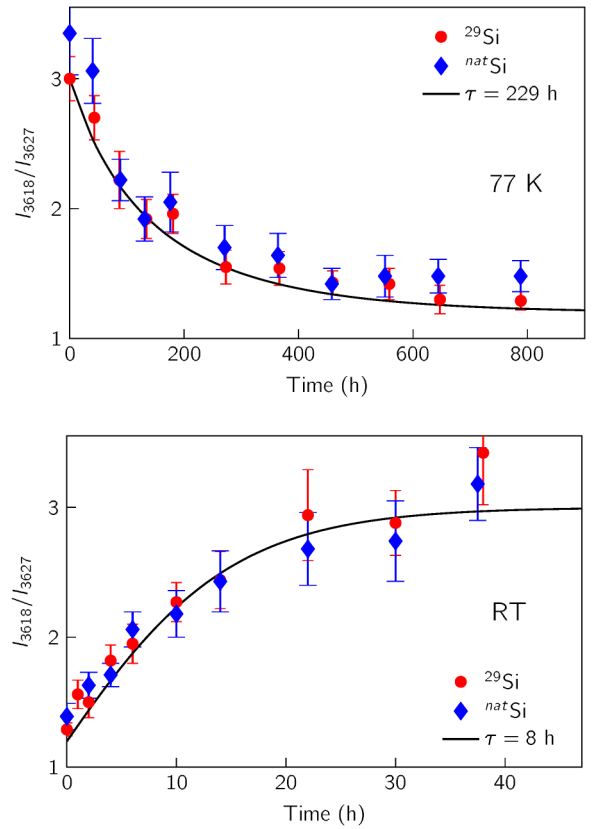 3
2
1
I3618/I3627
29Si
natSi
τ = 229 h
77 K
0 200 400 600 800
Time (h)
3
2
1
I3618/I3627
RT
29Si
natSi
τ = 8 h
0 10 20 30 40
Time (h)